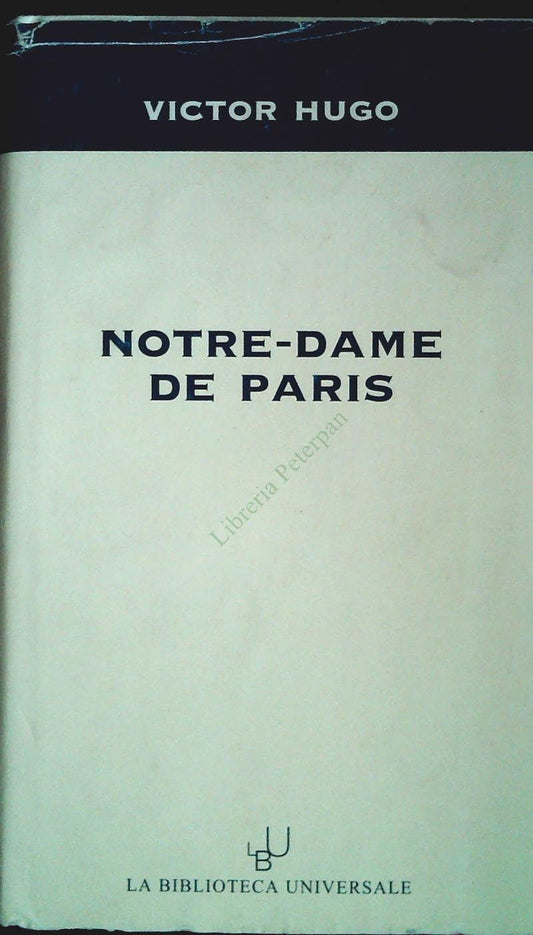 VICTOR HUGO
NOTRE-DAME
DE PARIS
Libreria Peterpan
LBU
LA BIBLIOTECA UNIVERSALE